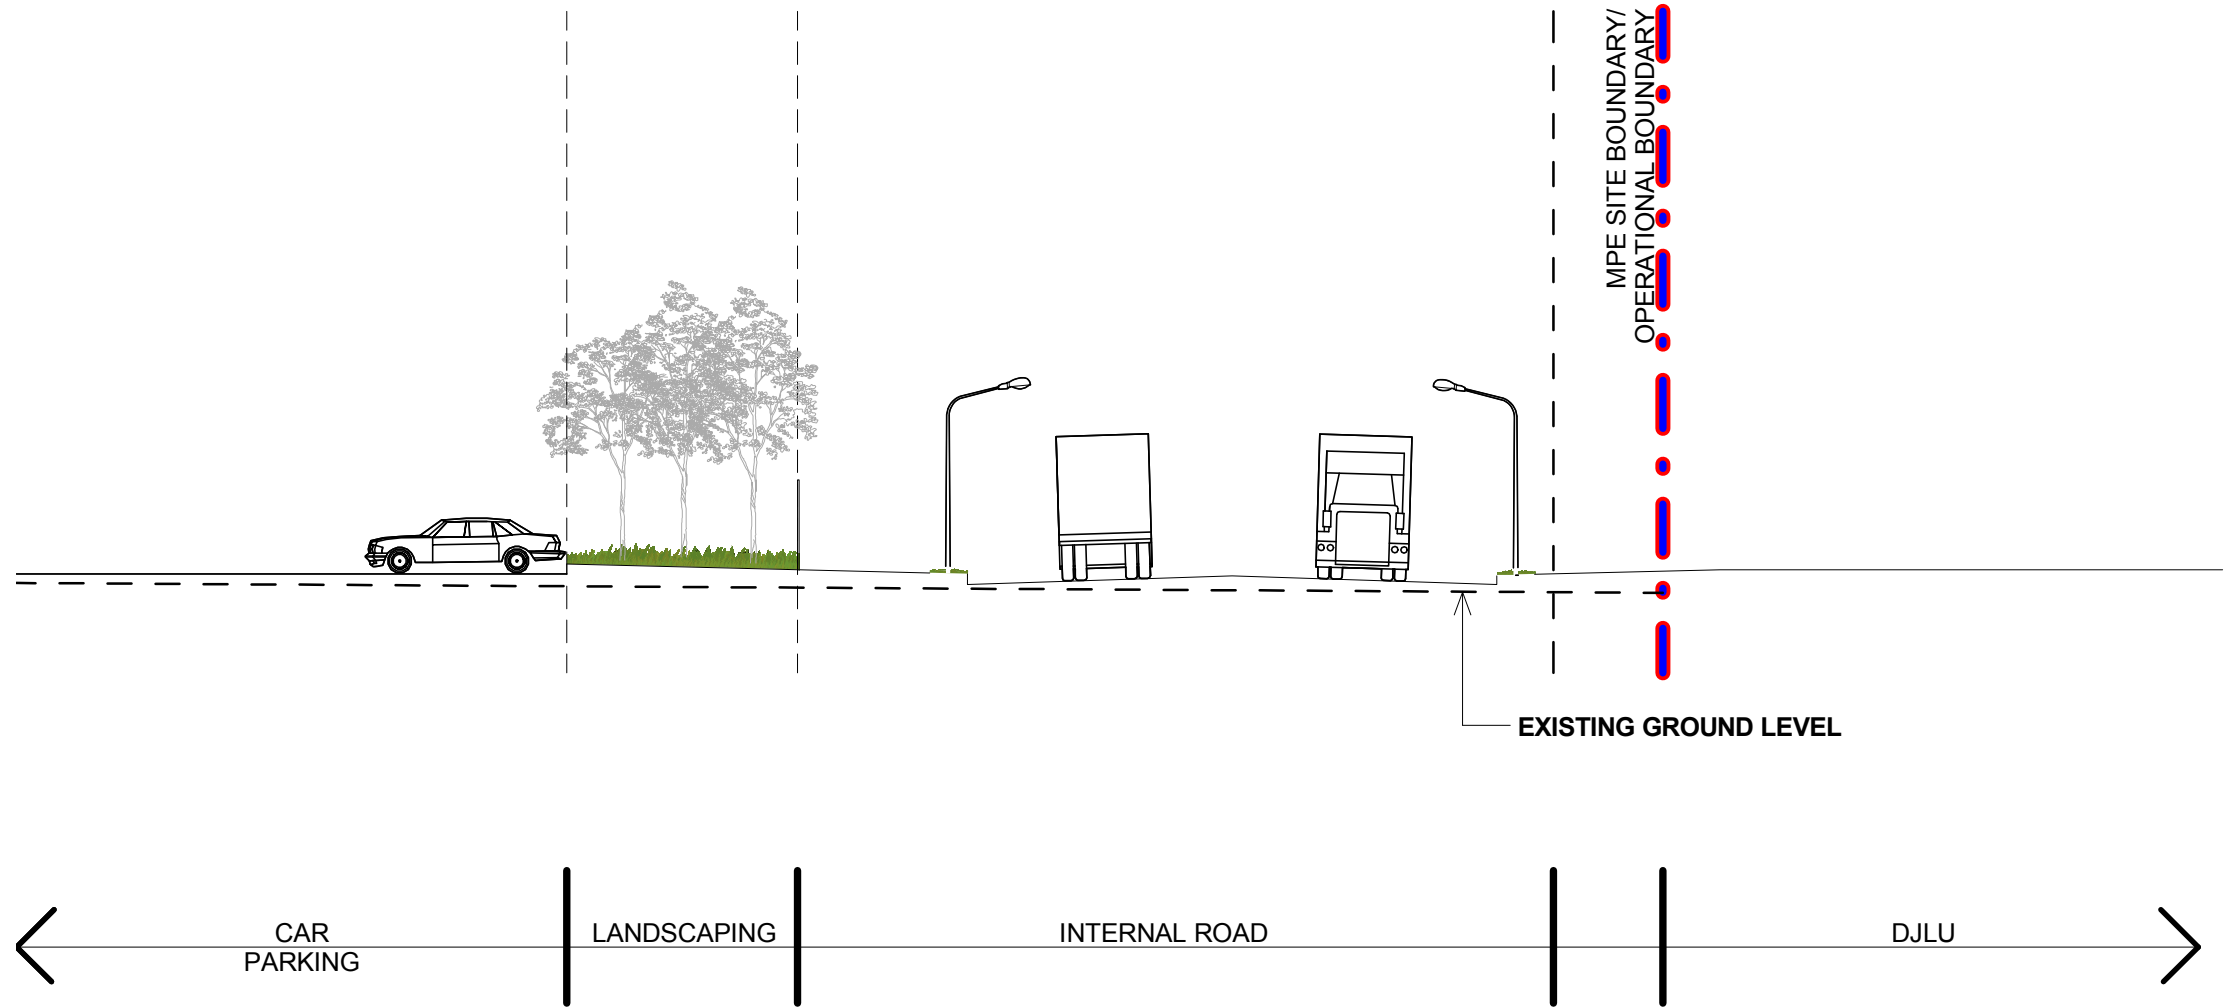 MPE SITE BOUNDARY/
OPERATIONAL BOUNDARY
EXISTING GROUND LEVEL
CAR
PARKING
LANDSCAPING
INTERNAL ROAD
DJLU